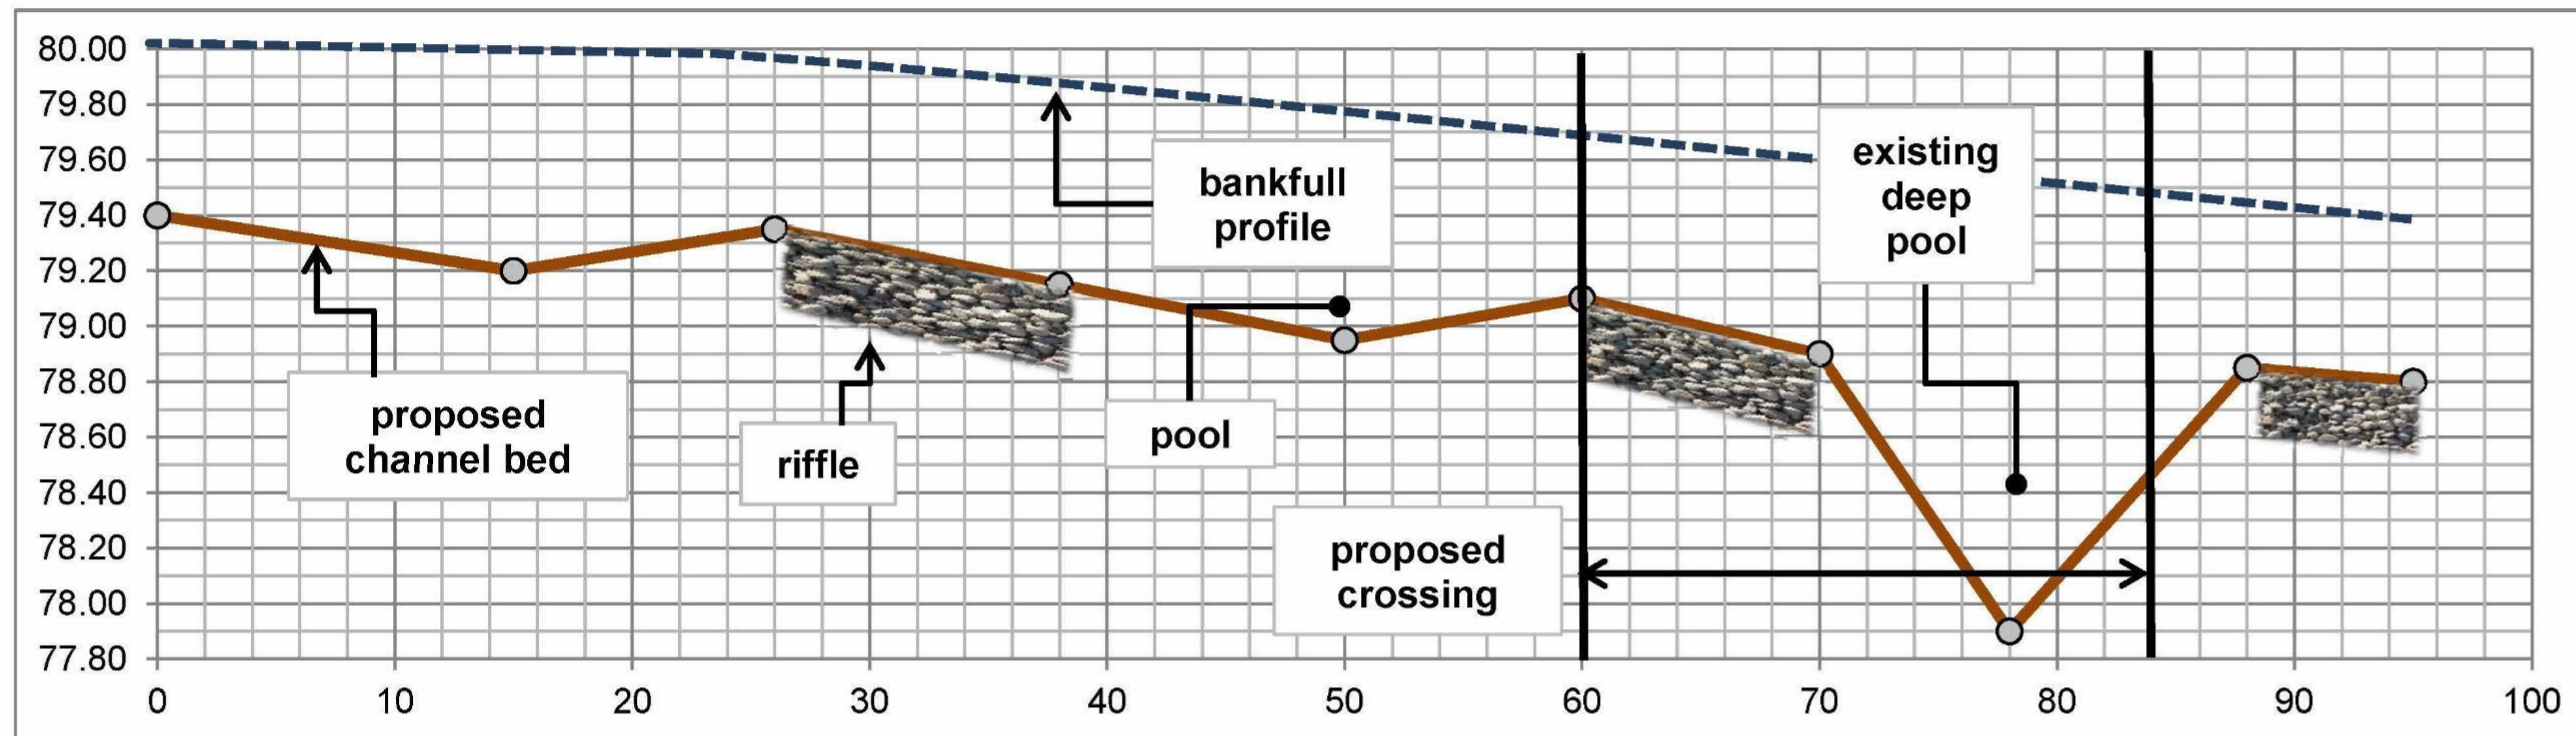 80.00
79.80
79.60
79.40
79.20
79.00
78.80
78.60
78.40
78.20
78.00
77.80
0 10 20 30 40 50 60 70 80 90 100
proposed
channel bed
riffle
bankfull
profile
pool
proposed
crossing
existing
deep
pool